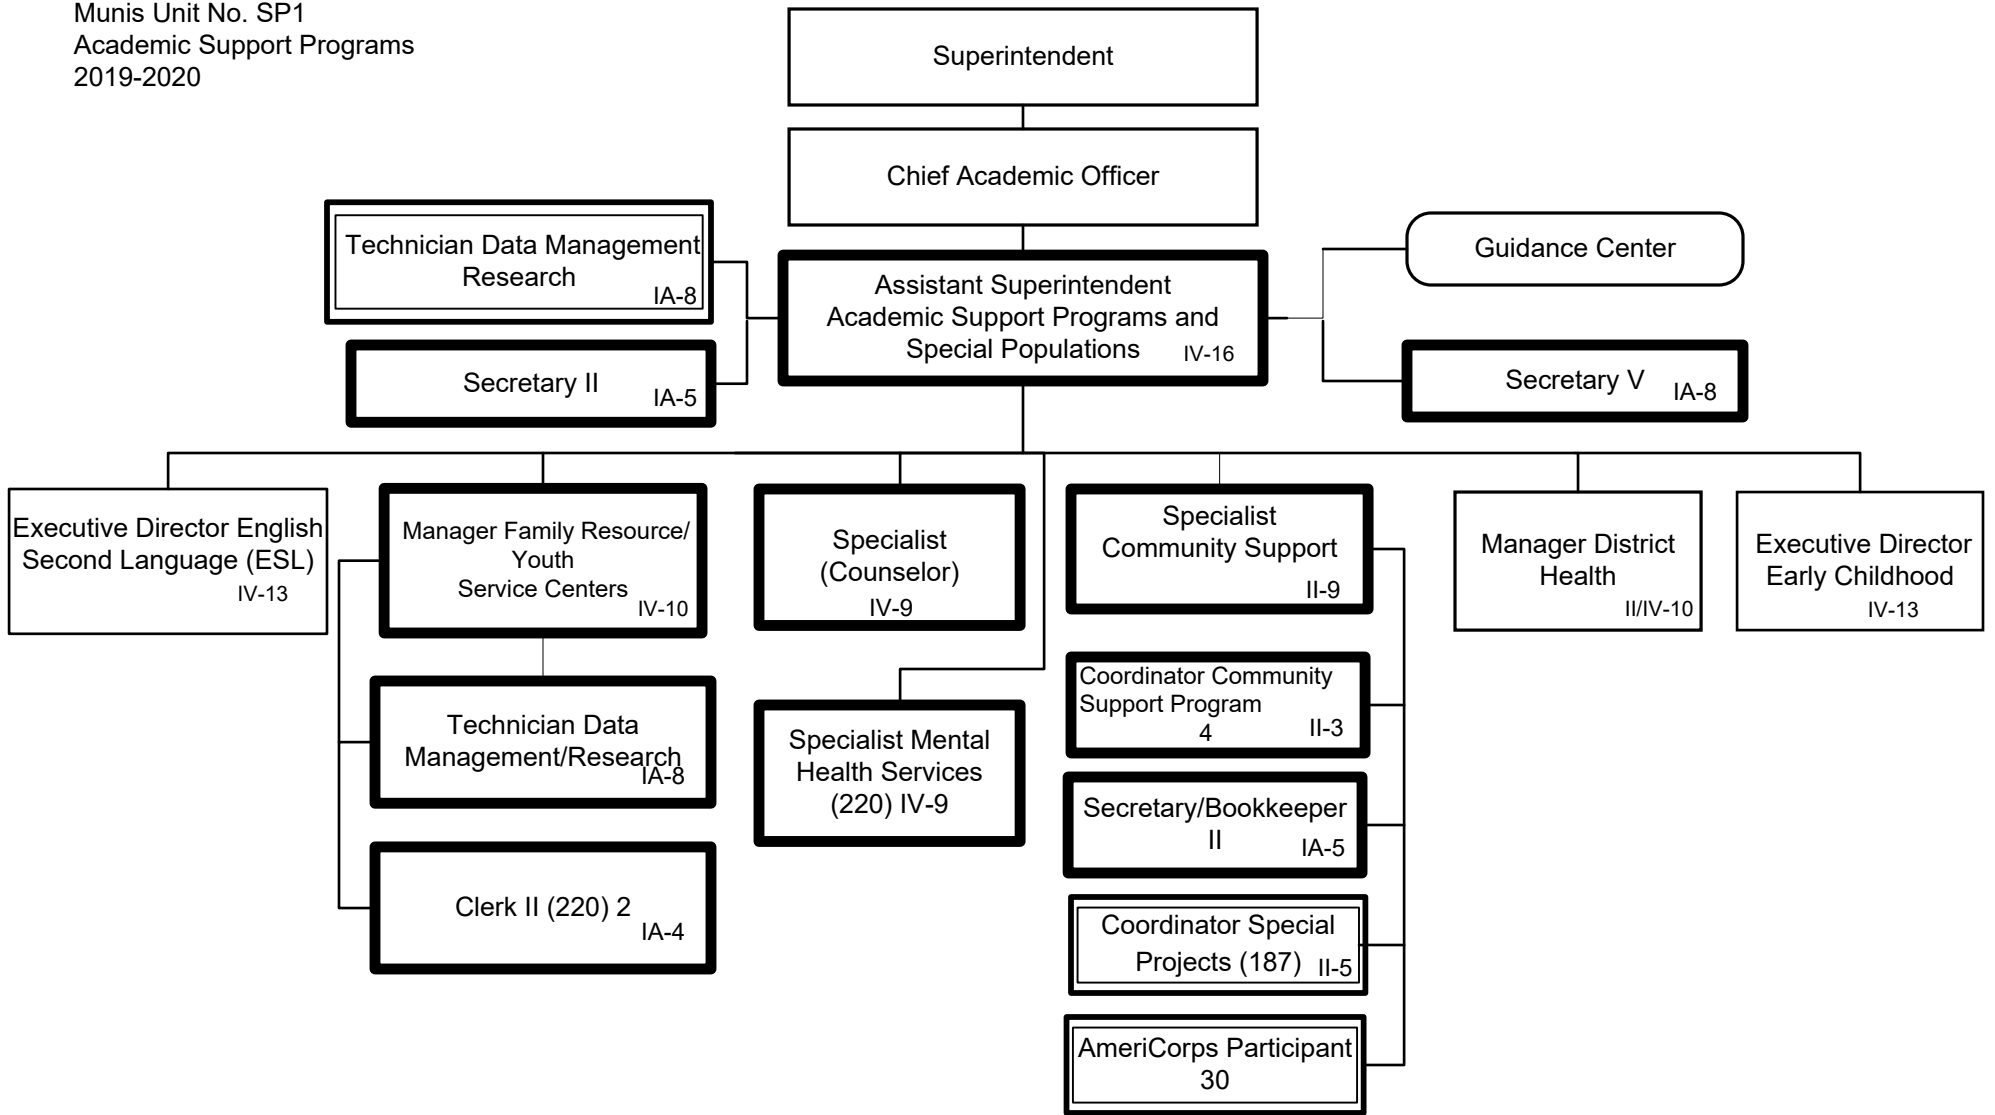 Munis Unit No. SP1
Academic Support Programs
2019-2020
Superintendent
Chief Academic Officer
Technician Data Management
Research
IA-8
Secretary II
IA-5
Assistant Superintendent
Academic Support Programs and
Special Populations IV-16
Guidance Center
Secretary V IA-8
Executive Director English
Second Language (ESL)
IV-13
Manager Family Resource/
Youth
Service Centers
IV-10
Technician Data
Management/Research
IA-8
Clerk II (220) 2
IA-4
Specialist
(Counselor)
IV-9
Specialist Mental
Health Services
(220) IV-9
Specialist
Community Support
II-9
Coordinator Community
Support Program
4 II-3
Secretary/Bookkeeper
II IA-5
Coordinator Special
Projects (187) II-5
AmeriCorps Participant
30
Manager District
Health
II/IV-10
Executive Director
Early Childhood
IV-13